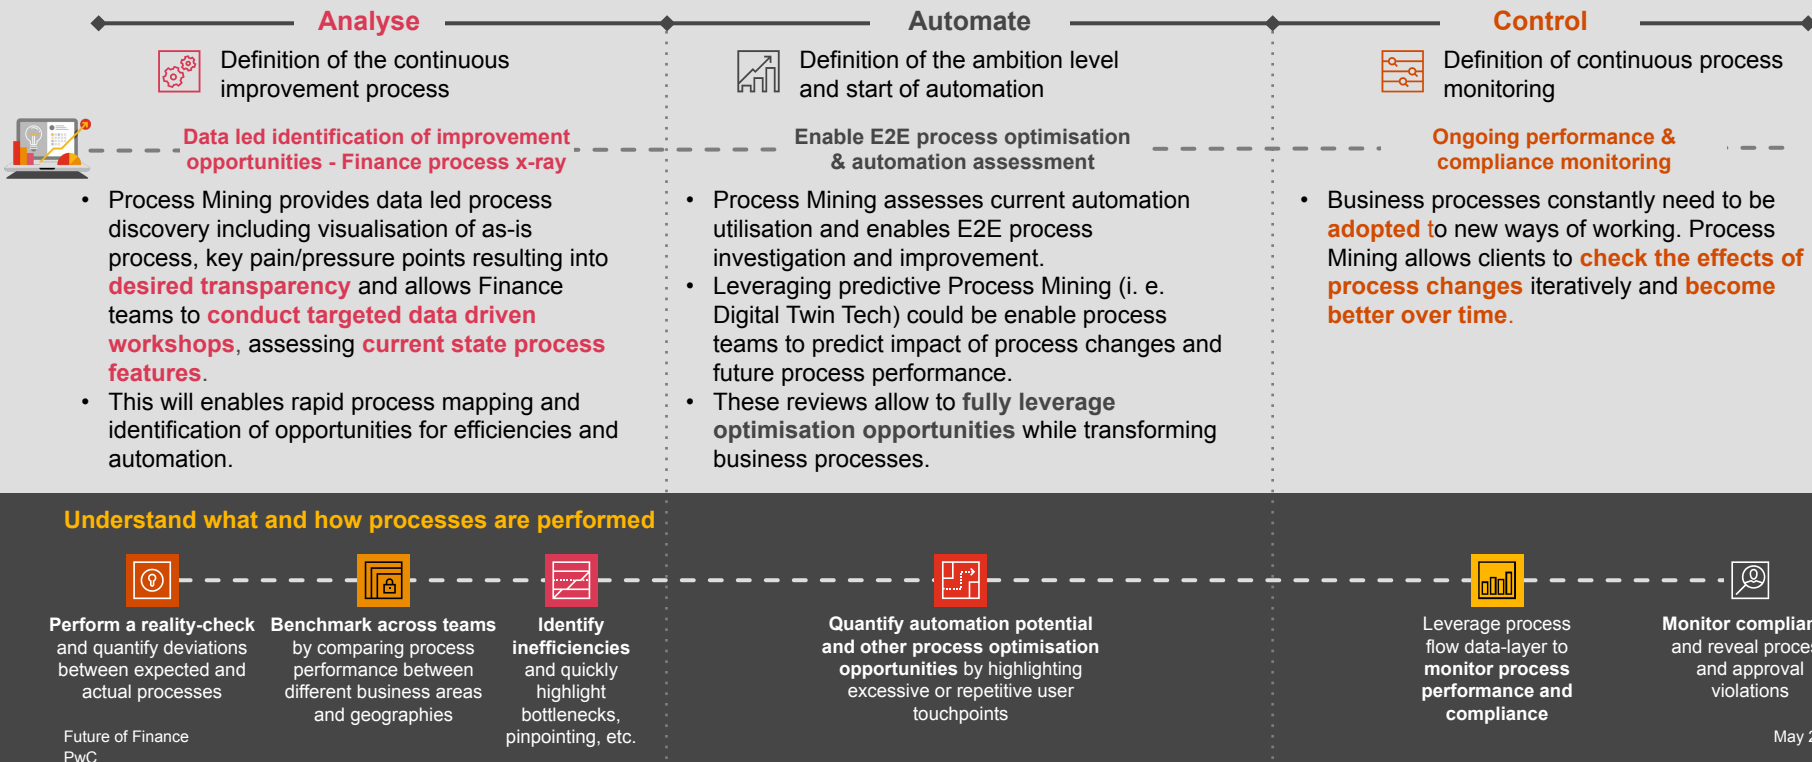 Analyse
Definition of the continuous
improvement process
Data led identification of improvement
opportunities - Finance process x-ray
• Process Mining provides data led process
discovery including visualisation of as-is
process, key pain/pressure points resulting into
desired transparency and allows Finance
teams to conduct targeted data driven
workshops, assessing current state process
features.
• This will enables rapid process mapping and
identification of opportunities for efficiencies and
automation.
Automate
Definition of the ambition level
and start of automation
Enable E2E process optimisation
& automation assessment
• Process Mining assesses current automation
utilisation and enables E2E process
investigation and improvement.
• Leveraging predictive Process Mining (i. e.
Digital Twin Tech) could be enable process
teams to predict impact of process changes and
future process performance.
• These reviews allow to fully leverage
optimisation opportunities while transforming
business processes.
Control
Definition of continuous process
monitoring
Ongoing performance &
compliance monitoring
• Business processes constantly need to be
adopted to new ways of working. Process
Mining allows clients to check the effects of
process changes iteratively and become
better over time.
Understand what and how processes are performed
Perform a reality-check
and quantify deviations
between expected and
actual processes
Benchmark across teams
by comparing process
performance between
different business areas
and geographies
Identify
inefficiencies
and quickly
highlight
bottlenecks,
pinpointing, etc.
Quantify automation potential
and other process optimisation
opportunities by highlighting
excessive or repetitive user
touchpoints
Leverage process
flow data-layer to
monitor process
performance and
compliance
Monitor
and reveal
and approval
violations
Future of Finance
PwC
May